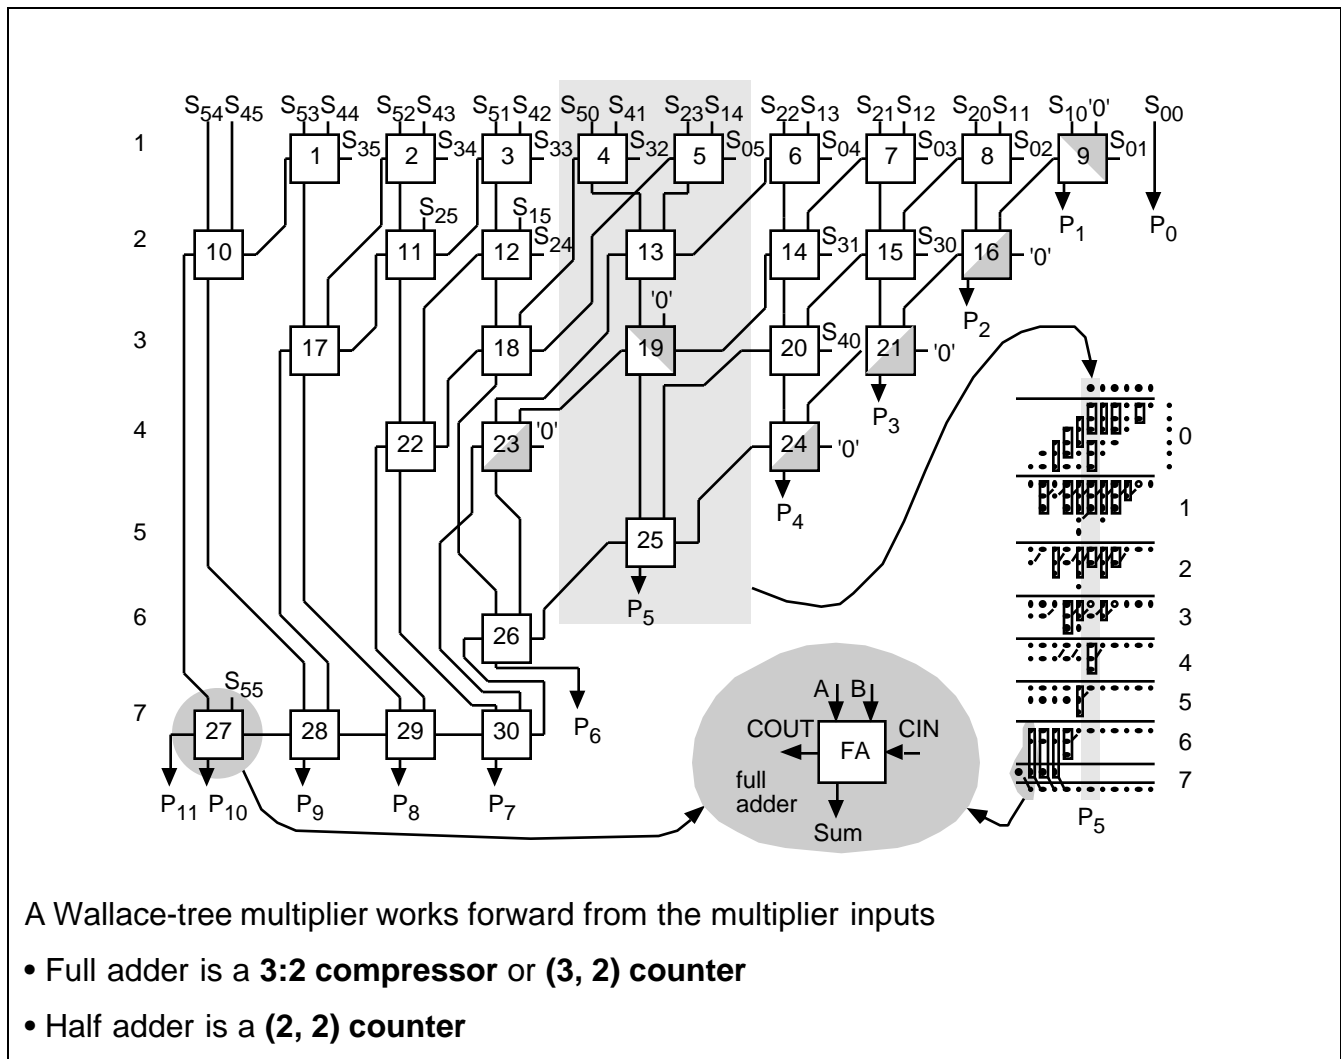 S54 S45 S53 S44 S52 S43 S51 S42 S50 S41 S23 S14 S22 S13 S21 S12 S20 S11 S10 '0' S00
1 1 S35 2 S34 3 S33 4 S32 5 S05 6 S04 7 S03 8 S02 9 S01
S25 S15 P1 P0
2 10 11 12 S24 13 14 S31 15 S30 16 '0'
'0' P2
3 17 18 19 20 S40 21 '0'
P3
4 22 23 '0' 24 '0' 0
P4 1
5 25
2
P5
6 26 3
4
S55 A B
7 27 28 29 30 P6 COUT FA CIN 5
6
full
adder 7
P11 P10 P9 P8 P7 Sum P5
A Wallace-tree multiplier works forward from the multiplier inputs
• Full adder is a 3:2 compressor or (3, 2) counter
• Half adder is a (2, 2) counter